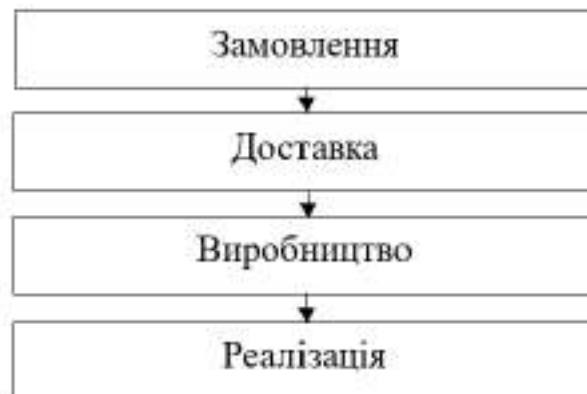 Замовлення
Доставка
Виробництво
Реалізація